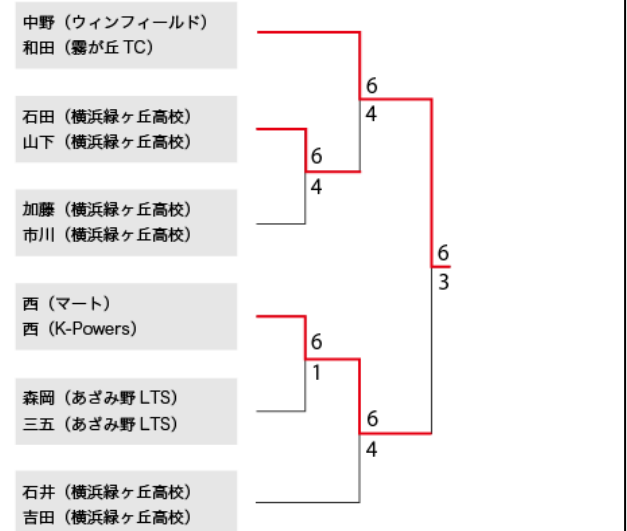 中野（ウィンフィールド）
和田（霧が丘 TC）
石田（横浜緑ヶ丘高校）
山下（横浜緑ヶ丘高校）
加藤（横浜緑ヶ丘高校）
市川（横浜緑ヶ丘高校）
西（マート）
西（K-Powers）
森岡（あざみ野 LTS）
三五（あざみ野 LTS）
石井（横浜緑ヶ丘高校）
吉田（横浜緑ヶ丘高校）
6
4
6
4
6
3
6
1
6
4